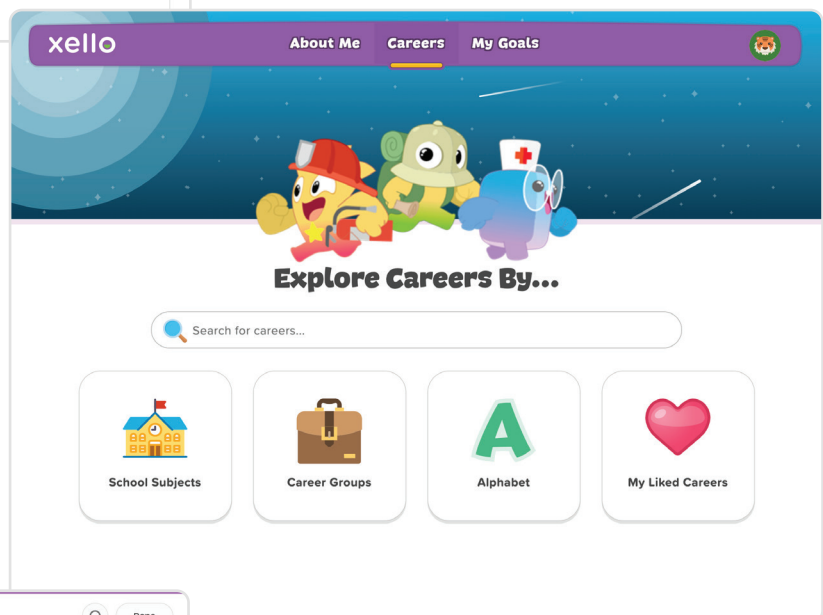 xello
About Me Careers My Goals
Explore Careers By...
Search for careers...
School Subjects Career Groups Alphabet My Liked Careers